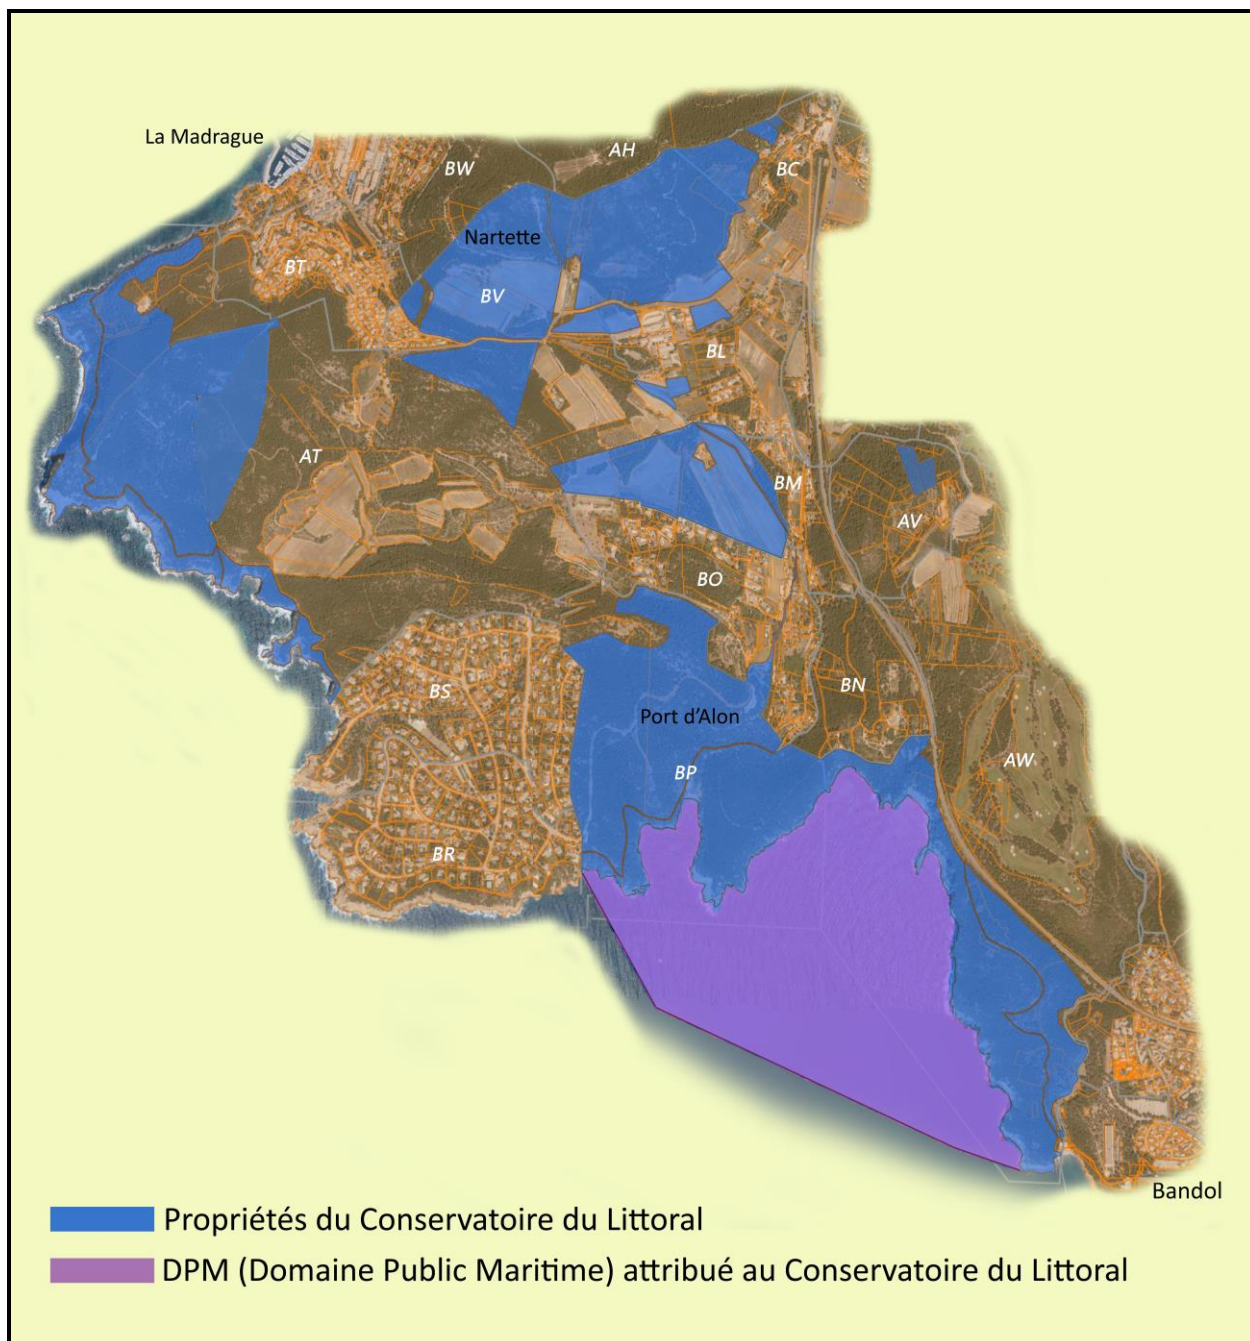 La Madrague
AH
BW
BC
Nartette
BT
BV
BL
AT
BM
AV
BO
BS
BN
Port d'Alon
AW
BP
BR
Bandol
Propriétés du Conservatoire du Littoral
DPM (Domaine Public Maritime) attribué au Conservatoire du Littoral